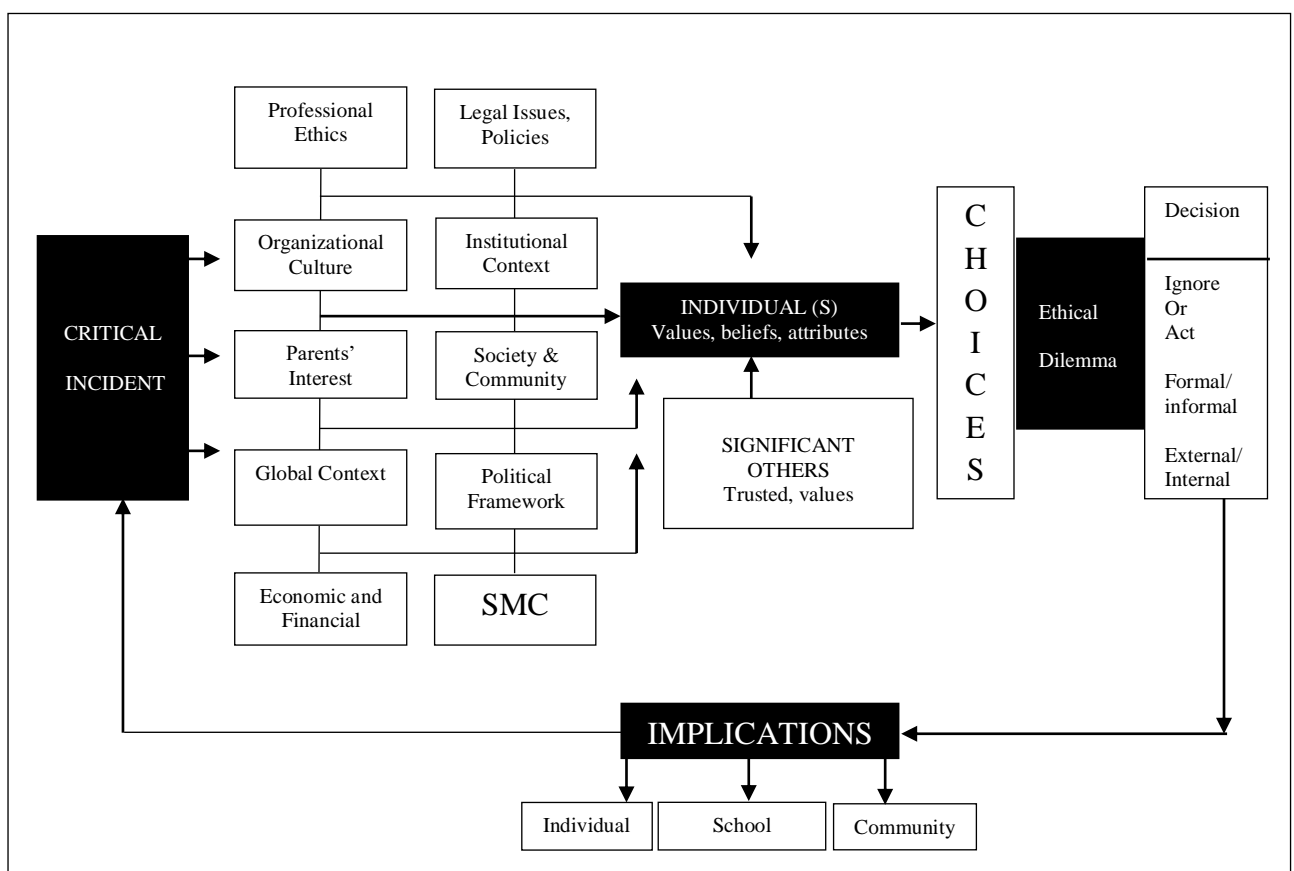 Professional
Ethics
Legal Issues,
Policies
CRITICAL
INCIDENT
Organizational
Culture
Institutional
Context
Parents’
Interest
Society &
Community
Global Context
Political
Framework
Economic and
Financial
SMC
INDIVIDUAL (S)
Values, beliefs, attributes
SIGNIFICANT
OTHERS
Trusted, values
C
H
O
I
C
E
S
Ethical
Dilemma
Decision
Ignore
Or
Act
Formal/
informal
External/
Internal
IMPLICATIONS
Individual
School
Community